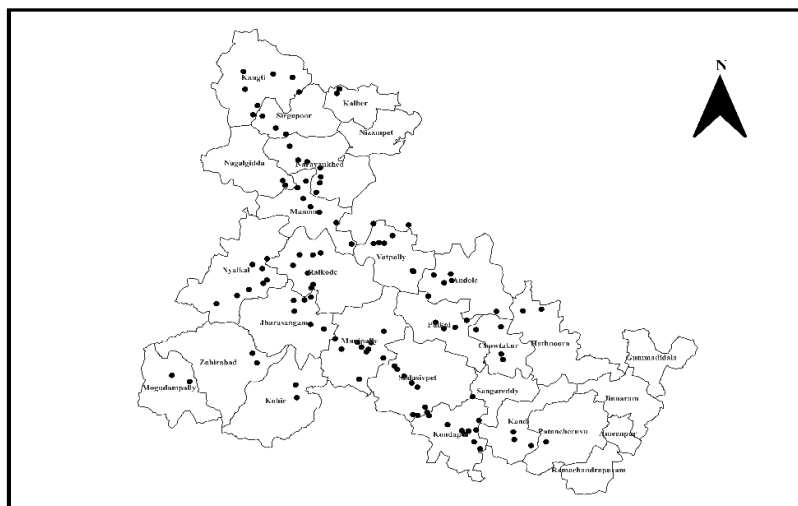 N
Kangti
Kalher
Sirgapoor
Nizampet
Nagalgidda
Narayankhed
Manoor
Nyalkal
Raikode
Vatpally
Andole
Jharasangam
Pulkal
Munipally
Chowtakur
Hathnoora
Gummadidala
Zahirabad
Mogudampally
Sadasivpet
Sangareddy
Jinnaram
Kohir
Kondapur
Kandi
Patancheruvu
Ameenpur
Ramachandrapuram